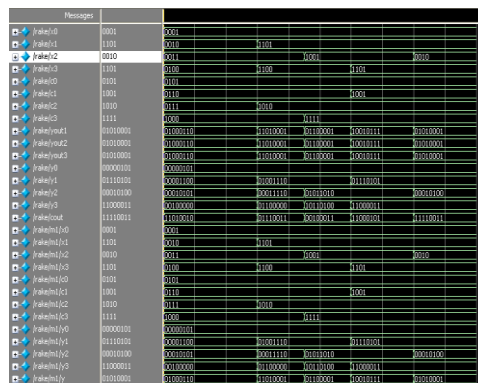 Messages
/rake/x0 0001 0001
/rake/x1 1101 0010 1101
/rake/x2 0010 0011 1001 0010
/rake/x3 1101 0100 1100 1101
/rake/c0 0101 0101
/rake/c1 1001 0110 1001
/rake/c2 1010 0111 1010
/rake/c3 1111 1000 1111
/rake/yout1 01010001 01000110 11010001 01100001 10010111 01010001
/rake/yout2 01010001 01000110 11010001 01100001 10010111 01010001
/rake/yout3 01010001 01000110 11010001 01100001 10010111 01010001
/rake/y0 00000101 00000101
/rake/y1 01110101 00001100 01001110 01110101
/rake/y2 00010100 00010101 00011110 01011010 00010100
/rake/y3 11000011 00100000 01100000 10110100 11000011
/rake/cout 11110011 11010010 01110011 00100011 11000101 11110011
/rake/m1/x0 0001 0001
/rake/m1/x1 1101 0010 1101
/rake/m1/x2 0010 0011 1001 0010
/rake/m1/x3 1101 0100 1100 1101
/rake/m1/c0 0101 0101
/rake/m1/c1 1001 0110 1001
/rake/m1/c2 1010 0111 1010
/rake/m1/c3 1111 1000 1111
/rake/m1/y0 00000101 00000101
/rake/m1/y1 01110101 00001100 01001110 01110101
/rake/m1/y2 00010100 00010101 00011110 01011010 00010100
/rake/m1/y3 11000011 00100000 01100000 10110100 11000011
/rake/m1/y 01010001 01000110 11010001 01100001 10010111 01010001